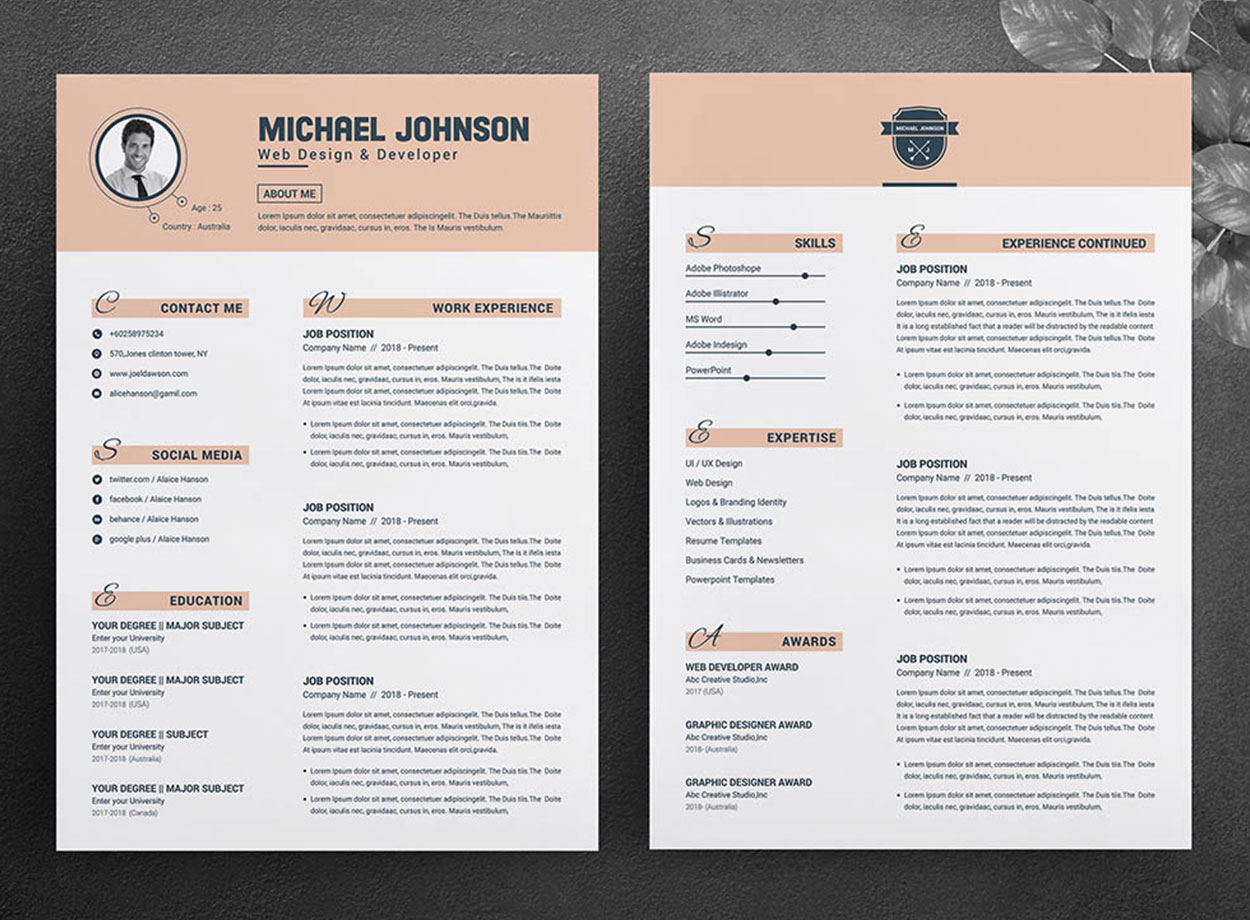 MICHAEL JOHNSON
Web Design & Developer
ABOUT ME
Lorem Ipsum dolor sit amet, consectetuer adipiscingelit. The Duis tellus.The Mauriittis
dolor, iaculis nec, gravidaac, cursus in, eros. The Is Mauris vestibulum.
Age : 25
Country : Australia
C CONTACT ME
+60258975234
570,Jones clinton tower, NY
www.joeldawson.com
alicehanson@gamil.com
S SOCIAL MEDIA
twitter.com / Alaice Hanson
facebook / Alaice Hanson
behance / Alaice Hanson
google plus / Alaice Hanson
E EDUCATION
YOUR DEGREE || MAJOR SUBJECT
Enter your University
2017-2018 (USA)
YOUR DEGREE || MAJOR SUBJECT
Enter your University
2017-2018 (USA)
YOUR DEGREE || SUBJECT
Enter your University
2017-2018 (Australia)
YOUR DEGREE || MAJOR SUBJECT
Enter your University
2017-2018 (Canada)
W WORK EXPERIENCE
JOB POSITION
Company Name // 2018 - Present
Lorem Ipsum dolor sit amet, consectetuer adipiscingelit. The Duis tellus.The Doite
dolor, iaculis nec, gravidaac, cursus in, eros. Mauris vestibulum, The is it ifelis iesta
Lorem Ipsum dolor sit amet, consectetuer adipiscingelit. The Duis tellus.The Doite
At ipsum vitae est lacinia tincidunt. Maecenas elit orci,gravida.
• Lorem Ipsum dolor sit amet, consectetuer adipiscingelit. The Duis tiis.The Doite
dolor, iaculis nec, gravidaac, cursus in, eros. Mauris vestibulum,
• Lorem Ipsum dolor sit amet, consectetuer adipiscingelit. The Duis tiis.The Doite
dolor, iaculis nec, gravidaac, cursus in, eros. Mauris vestibulum,
JOB POSITION
Company Name // 2018 - Present
Lorem Ipsum dolor sit amet, consectetuer adipiscingelit. The Duis tellus.The Doite
dolor, iaculis nec, gravidaac, cursus in, eros. Mauris vestibulum, The is it ifelis iesta
Lorem Ipsum dolor sit amet, consectetuer adipiscingelit. The Duis tellus.The Doite
At ipsum vitae est lacinia tincidunt. Maecenas elit orci,gravida.
• Lorem Ipsum dolor sit amet, consectetuer adipiscingelit. The Duis tiis.The Doite
dolor, iaculis nec, gravidaac, cursus in, eros. Mauris vestibulum,
• Lorem Ipsum dolor sit amet, consectetuer adipiscingelit. The Duis tiis.The Doite
dolor, iaculis nec, gravidaac, cursus in, eros. Mauris vestibulum,
JOB POSITION
Company Name // 2018 - Present
Lorem Ipsum dolor sit amet, consectetuer adipiscingelit. The Duis tellus.The Doite
dolor, iaculis nec, gravidaac, cursus in, eros. Mauris vestibulum, The is it ifelis iesta
Lorem Ipsum dolor sit amet, consectetuer adipiscingelit. The Duis tellus.The Doite
At ipsum vitae est lacinia tincidunt. Maecenas elit orci,gravida.
• Lorem Ipsum dolor sit amet, consectetuer adipiscingelit. The Duis tiis.The Doite
dolor, iaculis nec, gravidaac, cursus in, eros. Mauris vestibulum,
• Lorem Ipsum dolor sit amet, consectetuer adipiscingelit. The Duis tiis.The Doite
dolor, iaculis nec, gravidaac, cursus in, eros. Mauris vestibulum,
MICHAEL JOHNSON
M J
S SKILLS
Adobe Photoshope
Adobe Illistrator
MS Word
Adobe Indesign
PowerPoint
E EXPERTISE
UI / UX Design
Web Design
Logos & Branding Identity
Vectors & Illustrations
Resume Templates
Business Cards & Newsletters
Powerpoint Templates
A AWARDS
WEB DEVELOPER AWARD
Abc Creative Studio,Inc
2017 (USA)
GRAPHIC DESIGNER AWARD
Abc Creative Studio,Inc
2018- (Australia)
GRAPHIC DESIGNER AWARD
Abc Creative Studio,Inc
2018- (Australia)
E EXPERIENCE CONTINUED
JOB POSITION
Company Name // 2018 - Present
Lorem Ipsum dolor sit amet, consectetuer adipiscingelit. The Duis tellus.The Doite
dolor, iaculis nec, gravidaac, cursus in, eros. Mauris vestibulum, The is it ifelis iesta
It is a long established fact that a reader will be distracted by the readable content
Lorem Ipsum dolor sit amet, consectetuer adipiscingelit. The Duis tellus.The Doite
At ipsum vitae est lacinia tincidunt. Maecenas elit orci,gravida.
• Lorem Ipsum dolor sit amet, consectetuer adipiscingelit. The Duis tiis.The Doite
dolor, iaculis nec, gravidaac, cursus in, eros. Mauris vestibulum,
• Lorem Ipsum dolor sit amet, consectetuer adipiscingelit. The Duis tiis.The Doite
dolor, iaculis nec, gravidaac, cursus in, eros. Mauris vestibulum,
JOB POSITION
Company Name // 2018 - Present
Lorem Ipsum dolor sit amet, consectetuer adipiscingelit. The Duis tellus.The Doite
dolor, iaculis nec, gravidaac, cursus in, eros. Mauris vestibulum, The is it ifelis iesta
It is a long established fact that a reader will be distracted by the readable content
Lorem Ipsum dolor sit amet, consectetuer adipiscingelit. The Duis tellus.The Doite
At ipsum vitae est lacinia tincidunt. Maecenas elit orci,gravida.
• Lorem Ipsum dolor sit amet, consectetuer adipiscingelit. The Duis tiis.The Doite
dolor, iaculis nec, gravidaac, cursus in, eros. Mauris vestibulum,
• Lorem Ipsum dolor sit amet, consectetuer adipiscingelit. The Duis tiis.The Doite
dolor, iaculis nec, gravidaac, cursus in, eros. Mauris vestibulum,
JOB POSITION
Company Name // 2018 - Present
Lorem Ipsum dolor sit amet, consectetuer adipiscingelit. The Duis tellus.The Doite
dolor, iaculis nec, gravidaac, cursus in, eros. Mauris vestibulum, The is it ifelis iesta
It is a long established fact that a reader will be distracted by the readable content
Lorem Ipsum dolor sit amet, consectetuer adipiscingelit. The Duis tellus.The Doite
At ipsum vitae est lacinia tincidunt. Maecenas elit orci,gravida.
• Lorem Ipsum dolor sit amet, consectetuer adipiscingelit. The Duis tiis.The Doite
dolor, iaculis nec, gravidaac, cursus in, eros. Mauris vestibulum,
• Lorem Ipsum dolor sit amet, consectetuer adipiscingelit. The Duis tiis.The Doite
dolor, iaculis nec, gravidaac, cursus in, eros. Mauris vestibulum,